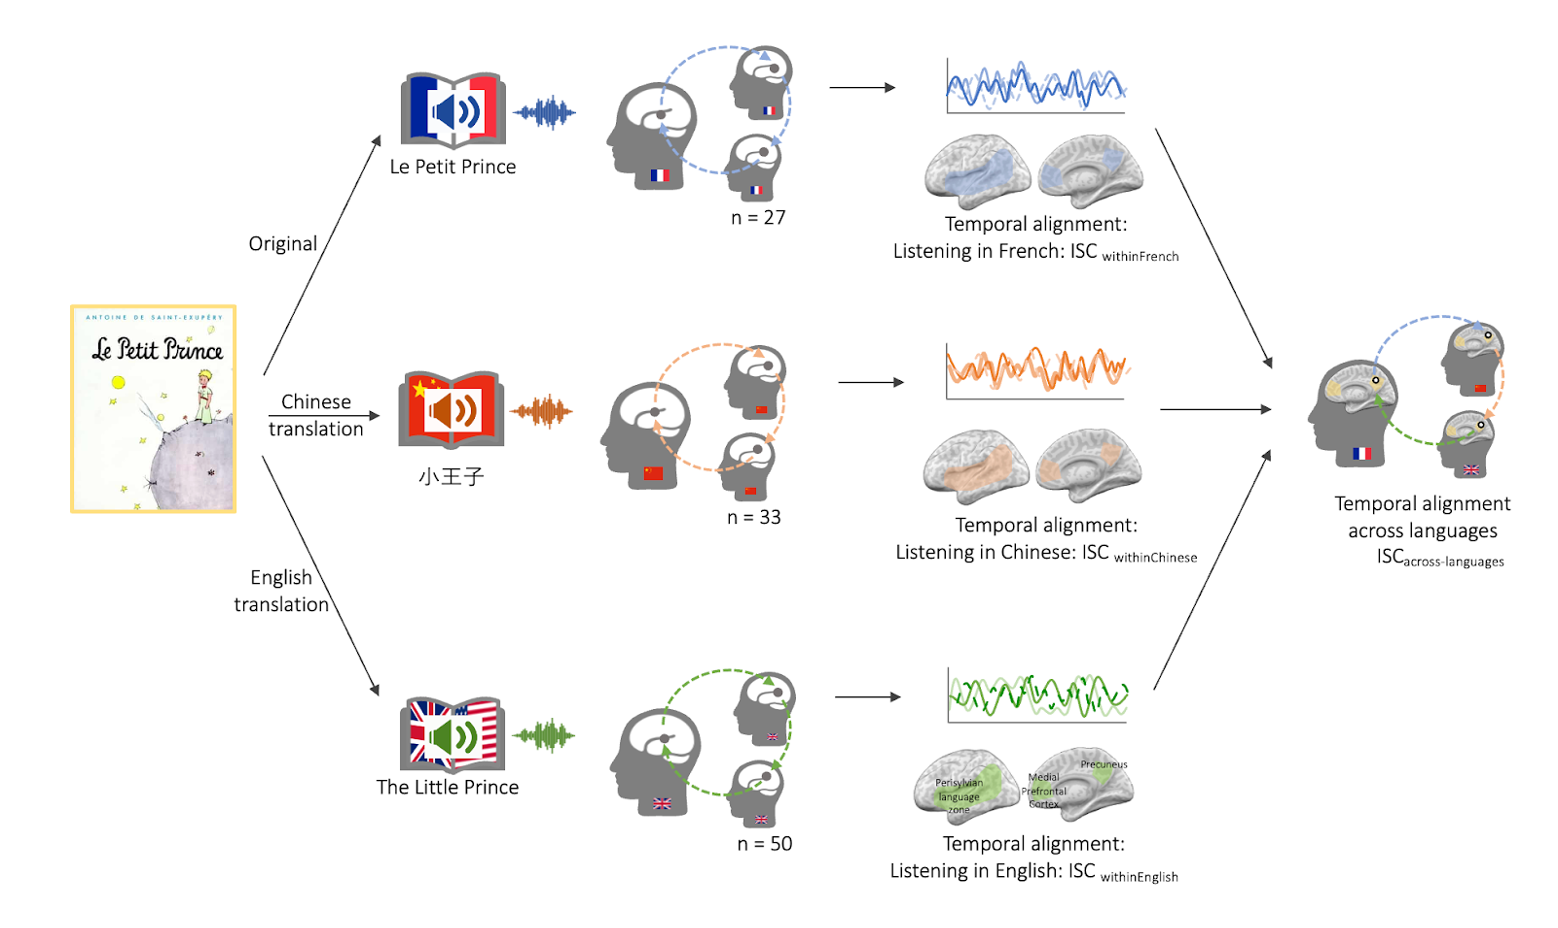 ANTOINE DE SAINT-EXUPÉRY
Le Petit Prince
Original
Chinese
translation
English
translation
Le Petit Prince
n = 27
Temporal alignment:
Listening in French: ISC withinFrench
小王子
n = 33
Temporal alignment:
Listening in Chinese: ISC withinChinese
The Little Prince
n = 50
Perisylvian
language
zone
Medial
Prefrontal
Cortex
Precuneus
Temporal alignment:
Listening in English: ISC withinEnglish
Temporal alignment
across languages
ISCacross-languages